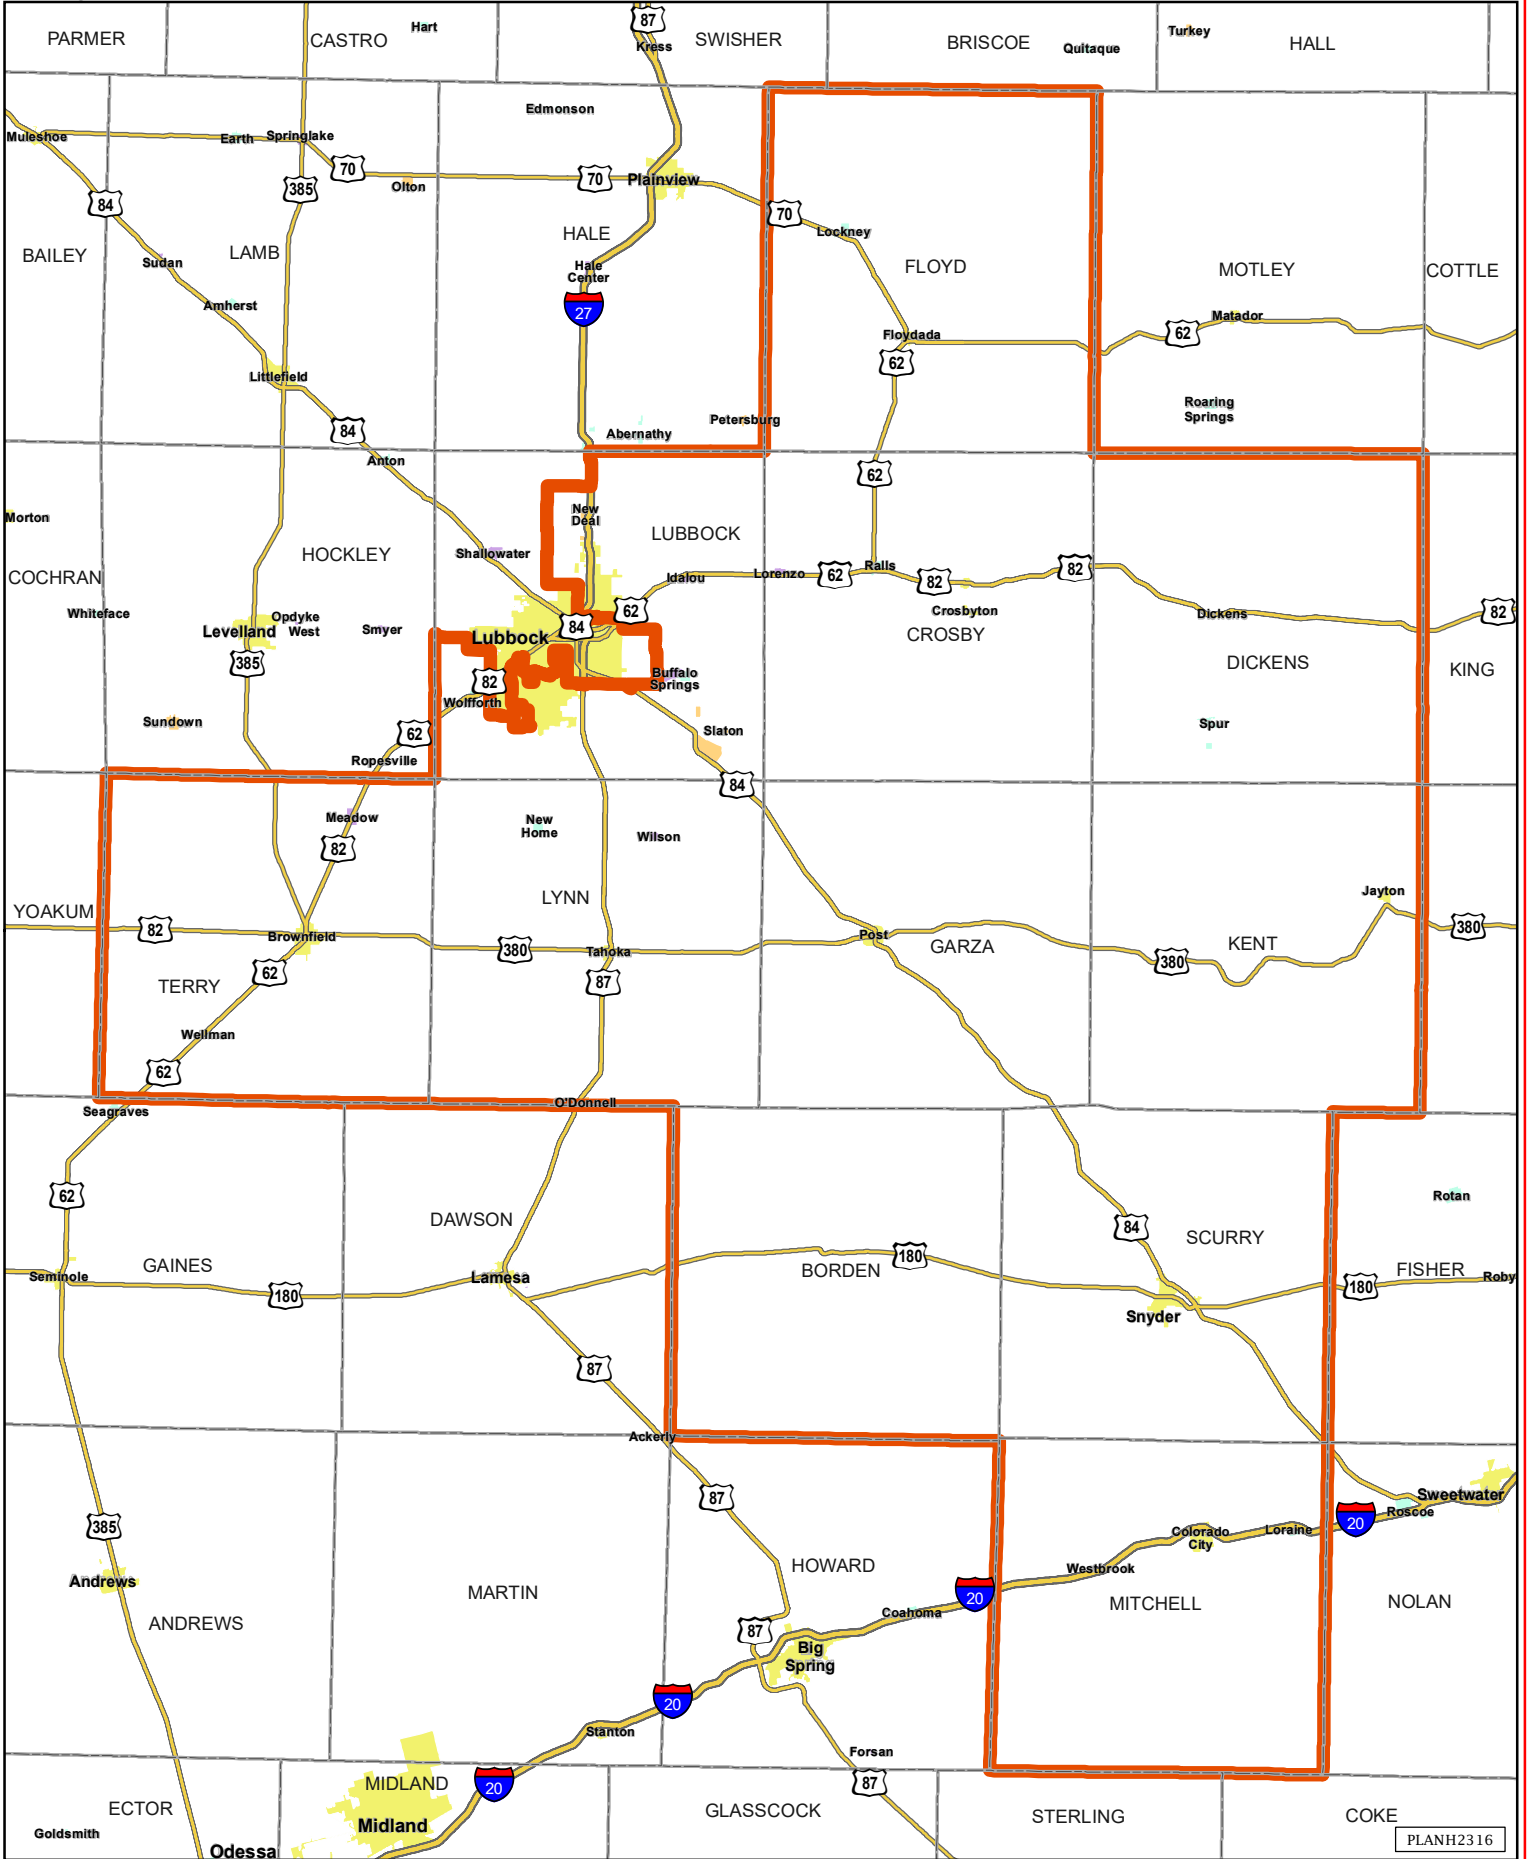 87
PARMER
CASTRO
Hart
Kress
SWISHER
BRISCOE
Quitaque
Turkey
HALL
Edmonson
Muleshoe
Earth
Springlake
70
385
Olton
70
Plainview
84
70
Lockney
BAILEY
LAMB
Sudan
HALE
Hale
Center
27
FLOYD
MOTLEY
COTTLE
Amherst
Floydada
62
62
Matador
Littlefield
Roaring
Springs
Petersburg
Abernathy
84
Anton
62
Morton
New
Deal
LUBBOCK
HOCKLEY
Shallowater
COCHRAN
Idalou
Lorenzo
62
Ralls
82
82
Whiteface
Opdyke
West
Levelland
Smyer
62
84
Lubbock
Crosbyton
CROSBY
Dickens
82
385
82
Buffalo
Springs
DICKENS
KING
Wolfforth
Sundown
62
Slaton
Spur
Ropesville
84
Meadow
New
Home
Wilson
82
LYNN
Jayton
YOAKUM
82
Brownfield
380
Tahoka
Post
GARZA
KENT
380
380
62
87
TERRY
Wellman
62
Seagraves
O'Donnell
62
Rotan
DAWSON
84
SCURRY
GAINES
Seminole
Lamesa
180
BORDEN
180
FISHER
180
Roby
Snyder
87
Ackerly
87
Sweetwater
Roscoe
20
385
Colorado
City
Loraine
Andrews
HOWARD
Westbrook
MARTIN
20
Coahoma
MITCHELL
NOLAN
ANDREWS
87
Big
Spring
20
Stanton
Forsan
87
MIDLAND
20
ECTOR
GLASSCOCK
STERLING
COKE
Goldsmith
Midland
Odessa
PLANH2316